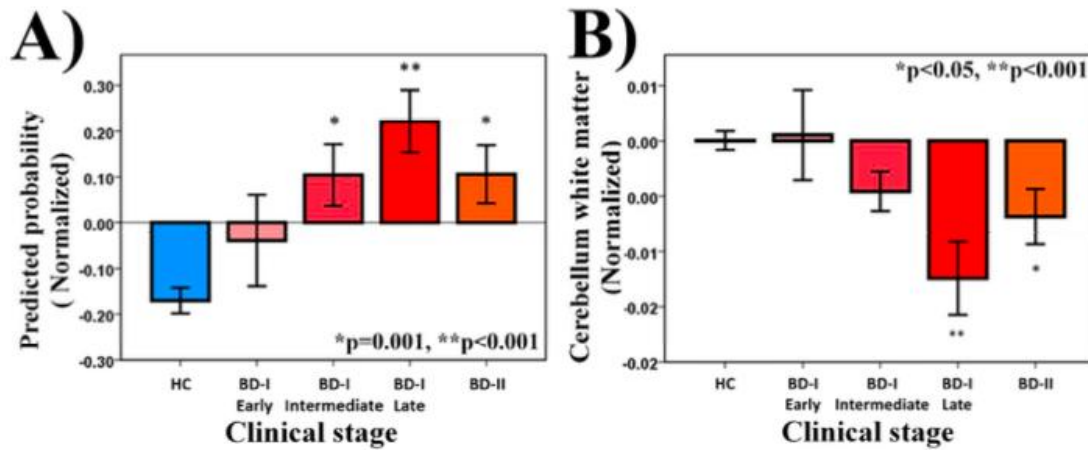 A)
Predicted probability
( Normalized)
0.30
0.20
0.10
0.00
-0.10
-0.20
-0.30
*
**
*
*p=0.001, **p<0.001
HC
BD-I
Early
BD-I
Intermediate
BD-I
Late
BD-II
Clinical stage
B)
Cerebellum white matter
(Normalized)
0.01
0.00
0.00
-0.01
-0.02
-0.02
*p<0.05, **p<0.001
**
*
HC
BD-I
Early
BD-I
Intermediate
BD-I
Late
BD-II
Clinical stage